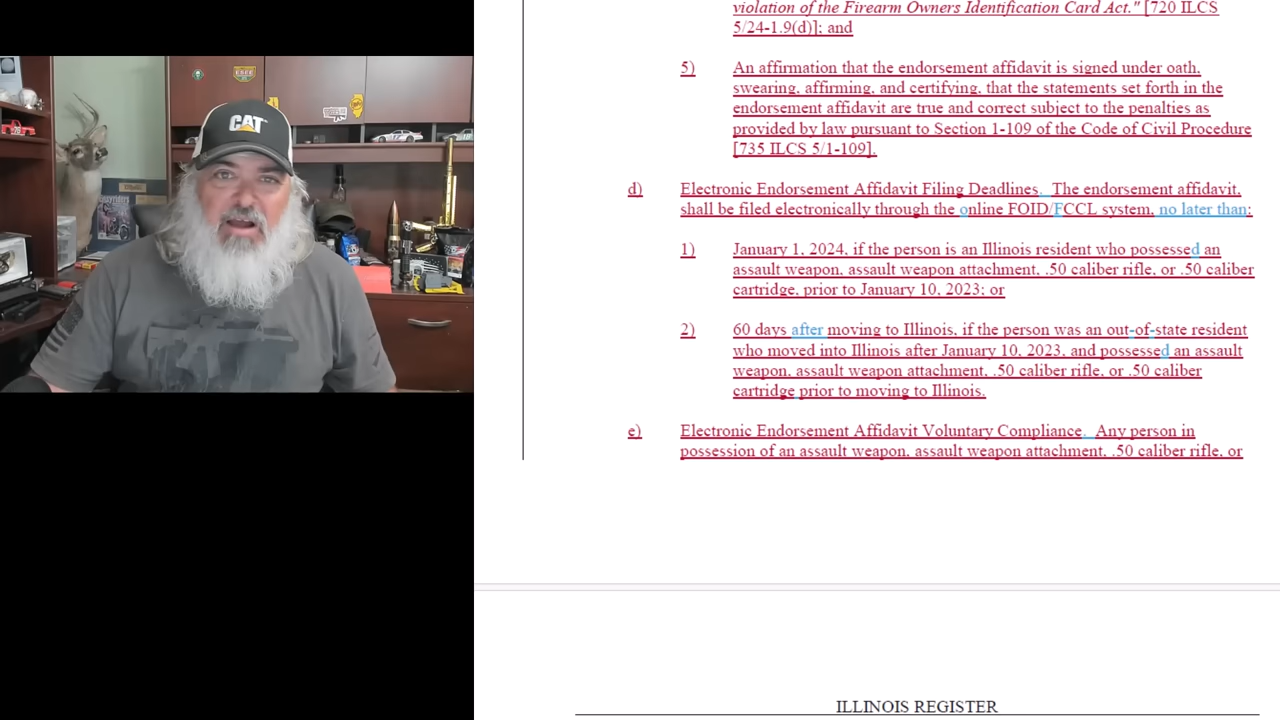 CAT
violation of the Firearm Owners Identification Card Act." [720 ILCS
5/24-1.9(d)]; and
5) An affirmation that the endorsement affidavit is signed under oath,
swearing, affirming, and certifying, that the statements set forth in the
endorsement affidavit are true and correct subject to the penalties as
provided by law pursuant to Section 1-109 of the Code of Civil Procedure
[735 ILCS 5/1-109].
d) Electronic Endorsement Affidavit Filing Deadlines. The endorsement affidavit,
shall be filed electronically through the online FOID/FCCL system, no later than:
1) January 1, 2024, if the person is an Illinois resident who possessed an
assault weapon, assault weapon attachment, .50 caliber rifle, or .50 caliber
cartridge, prior to January 10, 2023; or
2) 60 days after moving to Illinois, if the person was an out-of-state resident
who moved into Illinois after January 10, 2023, and possessed an assault
weapon, assault weapon attachment, .50 caliber rifle, or .50 caliber
cartridge prior to moving to Illinois.
e) Electronic Endorsement Affidavit Voluntary Compliance. Any person in
possession of an assault weapon, assault weapon attachment, .50 caliber rifle, or
ILLINOIS REGISTER